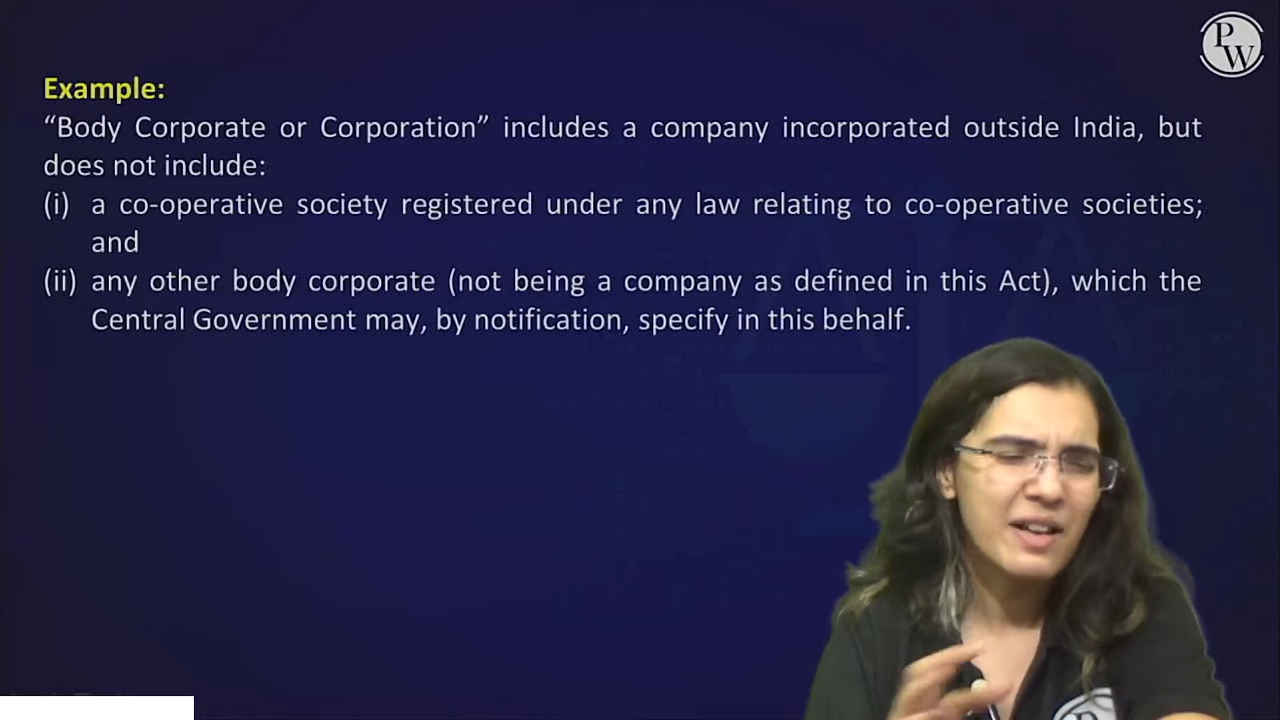 PW
Example:
“Body Corporate or Corporation” includes a company incorporated outside India, but
does not include:
(i) a co-operative society registered under any law relating to co-operative societies;
and
(ii) any other body corporate (not being a company as defined in this Act), which the
Central Government may, by notification, specify in this behalf.